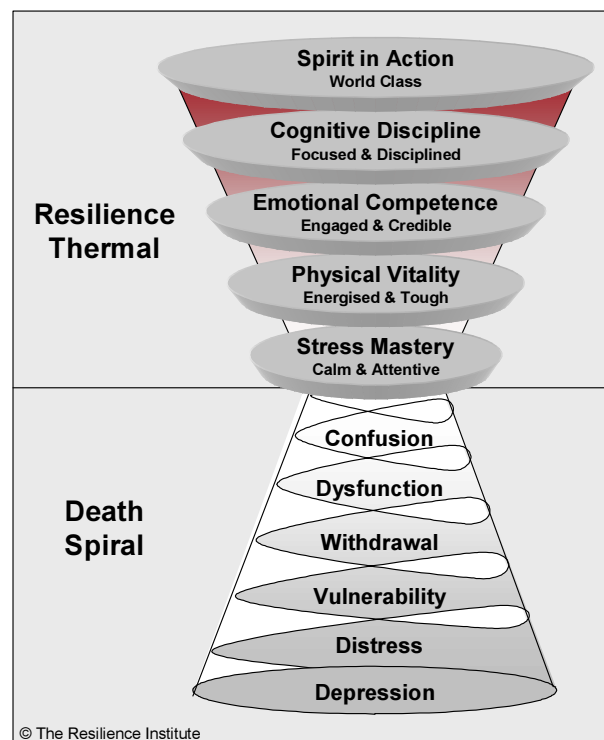 Spirit in Action
World Class
Cognitive Discipline
Focused & Disciplined
Emotional Competence
Engaged & Credible
Resilience
Thermal
Physical Vitality
Energised & Tough
Stress Mastery
Calm & Attentive
Confusion
Dysfunction
Death
Spiral
Withdrawal
Vulnerability
Distress
Depression
© The Resilience Institute